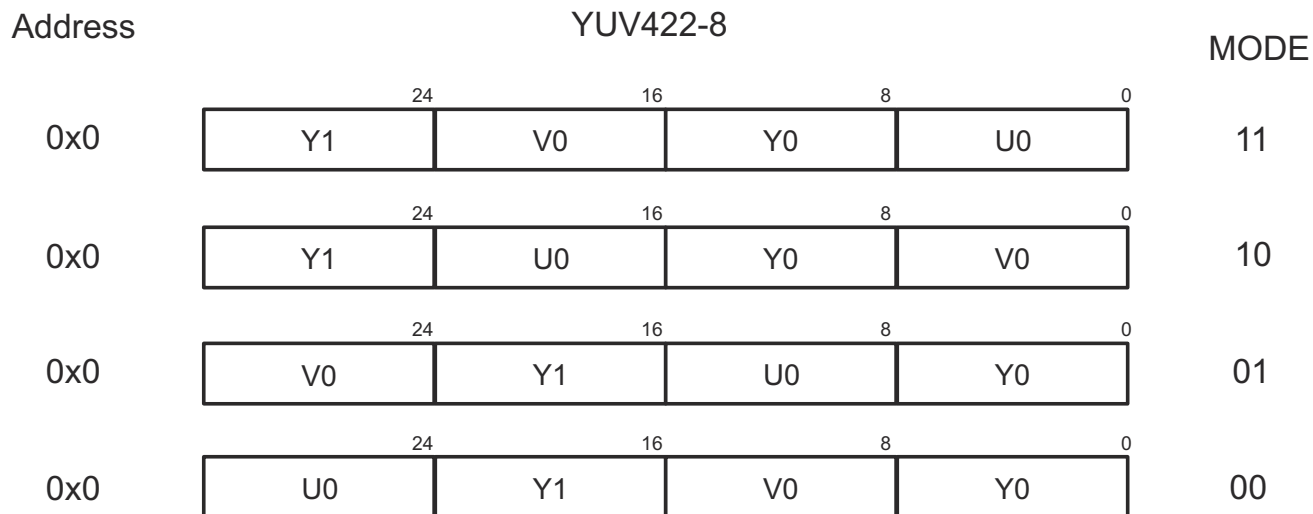 Address YUV422-8 MODE
24 16 8 0
0x0 Y1 V0 Y0 U0 11
24 16 8 0
0x0 Y1 U0 Y0 V0 10
24 16 8 0
0x0 V0 Y1 U0 Y0 01
24 16 8 0
0x0 U0 Y1 V0 Y0 00